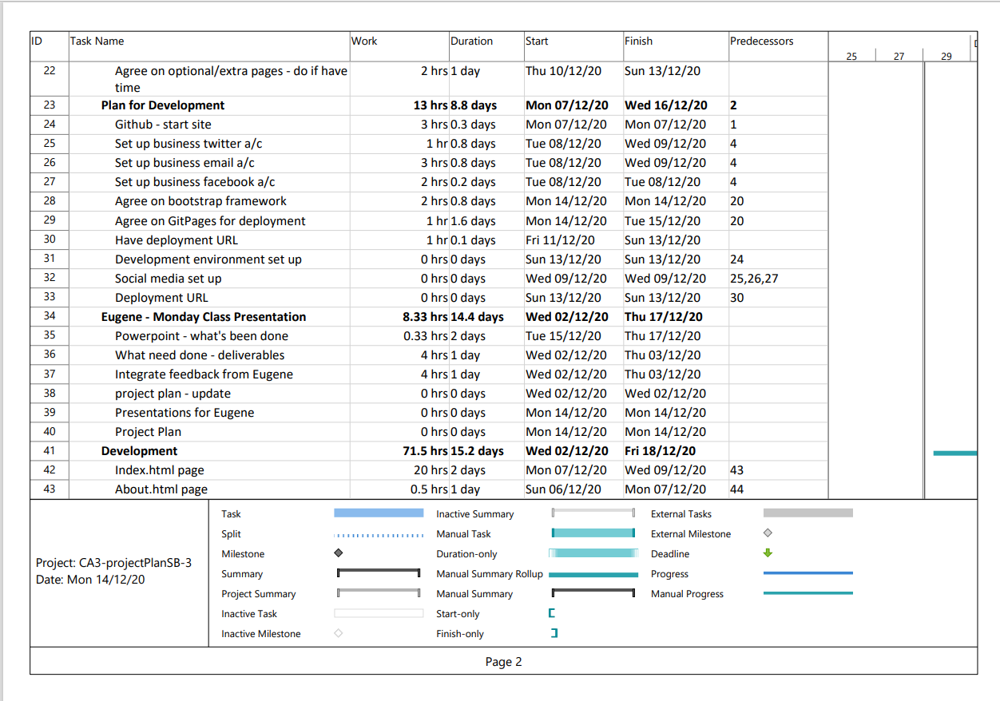 ID Task Name Work Duration Start Finish Predecessors
25 27 29
22 Agree on optional/extra pages - do if have 2 hrs 1 day Thu 10/12/20 Sun 13/12/20
time
23 Plan for Development 13 hrs 8.8 days Mon 07/12/20 Wed 16/12/20 2
24 Github - start site 3 hrs 0.3 days Mon 07/12/20 Mon 07/12/20 1
25 Set up business twitter a/c 1 hr 0.8 days Tue 08/12/20 Wed 09/12/20 4
26 Set up business email a/c 3 hrs 0.8 days Tue 08/12/20 Wed 09/12/20 4
27 Set up business facebook a/c 2 hrs 0.2 days Tue 08/12/20 Tue 08/12/20 4
28 Agree on bootstrap framework 2 hrs 0.8 days Mon 14/12/20 Mon 14/12/20 20
29 Agree on GitPages for deployment 1 hr 1.6 days Mon 14/12/20 Tue 15/12/20 20
30 Have deployment URL 1 hr 0.1 days Fri 11/12/20 Sun 13/12/20
31 Development environment set up 0 hrs 0 days Sun 13/12/20 Sun 13/12/20 24
32 Social media set up 0 hrs 0 days Wed 09/12/20 Wed 09/12/20 25,26,27
33 Deployment URL 0 hrs 0 days Sun 13/12/20 Sun 13/12/20 30
34 Eugene - Monday Class Presentation 8.33 hrs 14.4 days Wed 02/12/20 Thu 17/12/20
35 Powerpoint - what's been done 0.33 hrs 2 days Tue 15/12/20 Thu 17/12/20
36 What need done - deliverables 4 hrs 1 day Wed 02/12/20 Thu 03/12/20
37 Integrate feedback from Eugene 4 hrs 1 day Wed 02/12/20 Thu 03/12/20
38 project plan - update 0 hrs 0 days Wed 02/12/20 Wed 02/12/20
39 Presentations for Eugene 0 hrs 0 days Mon 14/12/20 Mon 14/12/20
40 Project Plan 0 hrs 0 days Mon 14/12/20 Mon 14/12/20
41 Development 71.5 hrs 15.2 days Wed 02/12/20 Fri 18/12/20
42 Index.html page 20 hrs 2 days Mon 07/12/20 Wed 09/12/20 43
43 About.html page 0.5 hrs 1 day Sun 06/12/20 Mon 07/12/20 44
Project: CA3-projectPlanSB-3
Date: Mon 14/12/20
Task Inactive Summary External Tasks
Split Manual Task External Milestone
Milestone Duration-only Deadline
Summary Manual Summary Rollup Progress
Project Summary Manual Summary Manual Progress
Inactive Task Start-only
Inactive Milestone Finish-only
Page 2